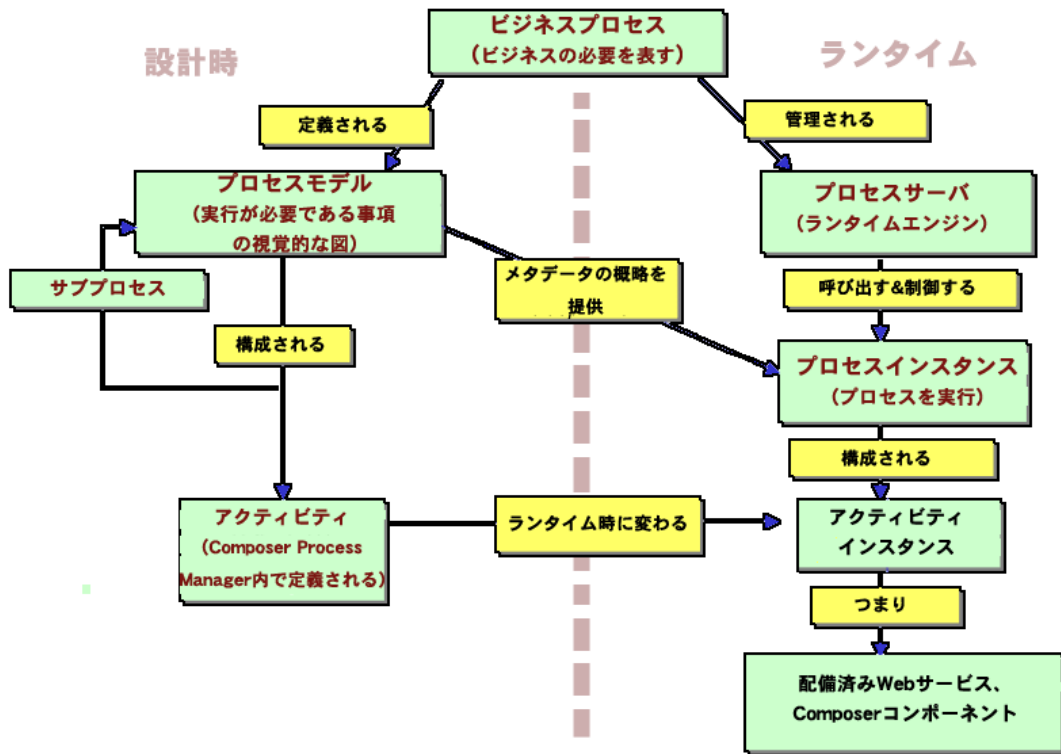 ビジネスプロセス
(ビジネスの必要を表す)
設計時
ランタイム
定義される
管理される
プロセスモデル
(実行が必要である事項
の視覚的な図)
プロセスサーバ
(ランタイムエンジン)
サブプロセス
メタデータの概略を
提供
呼び出す&制御する
構成される
プロセスインスタンス
(プロセスを実行)
構成される
アクティビティ
(Composer Process
Manager内で定義される)
ランタイム時に変わる
アクティビティ
インスタンス
つまり
配備済みWebサービス、
Composerコンポーネント